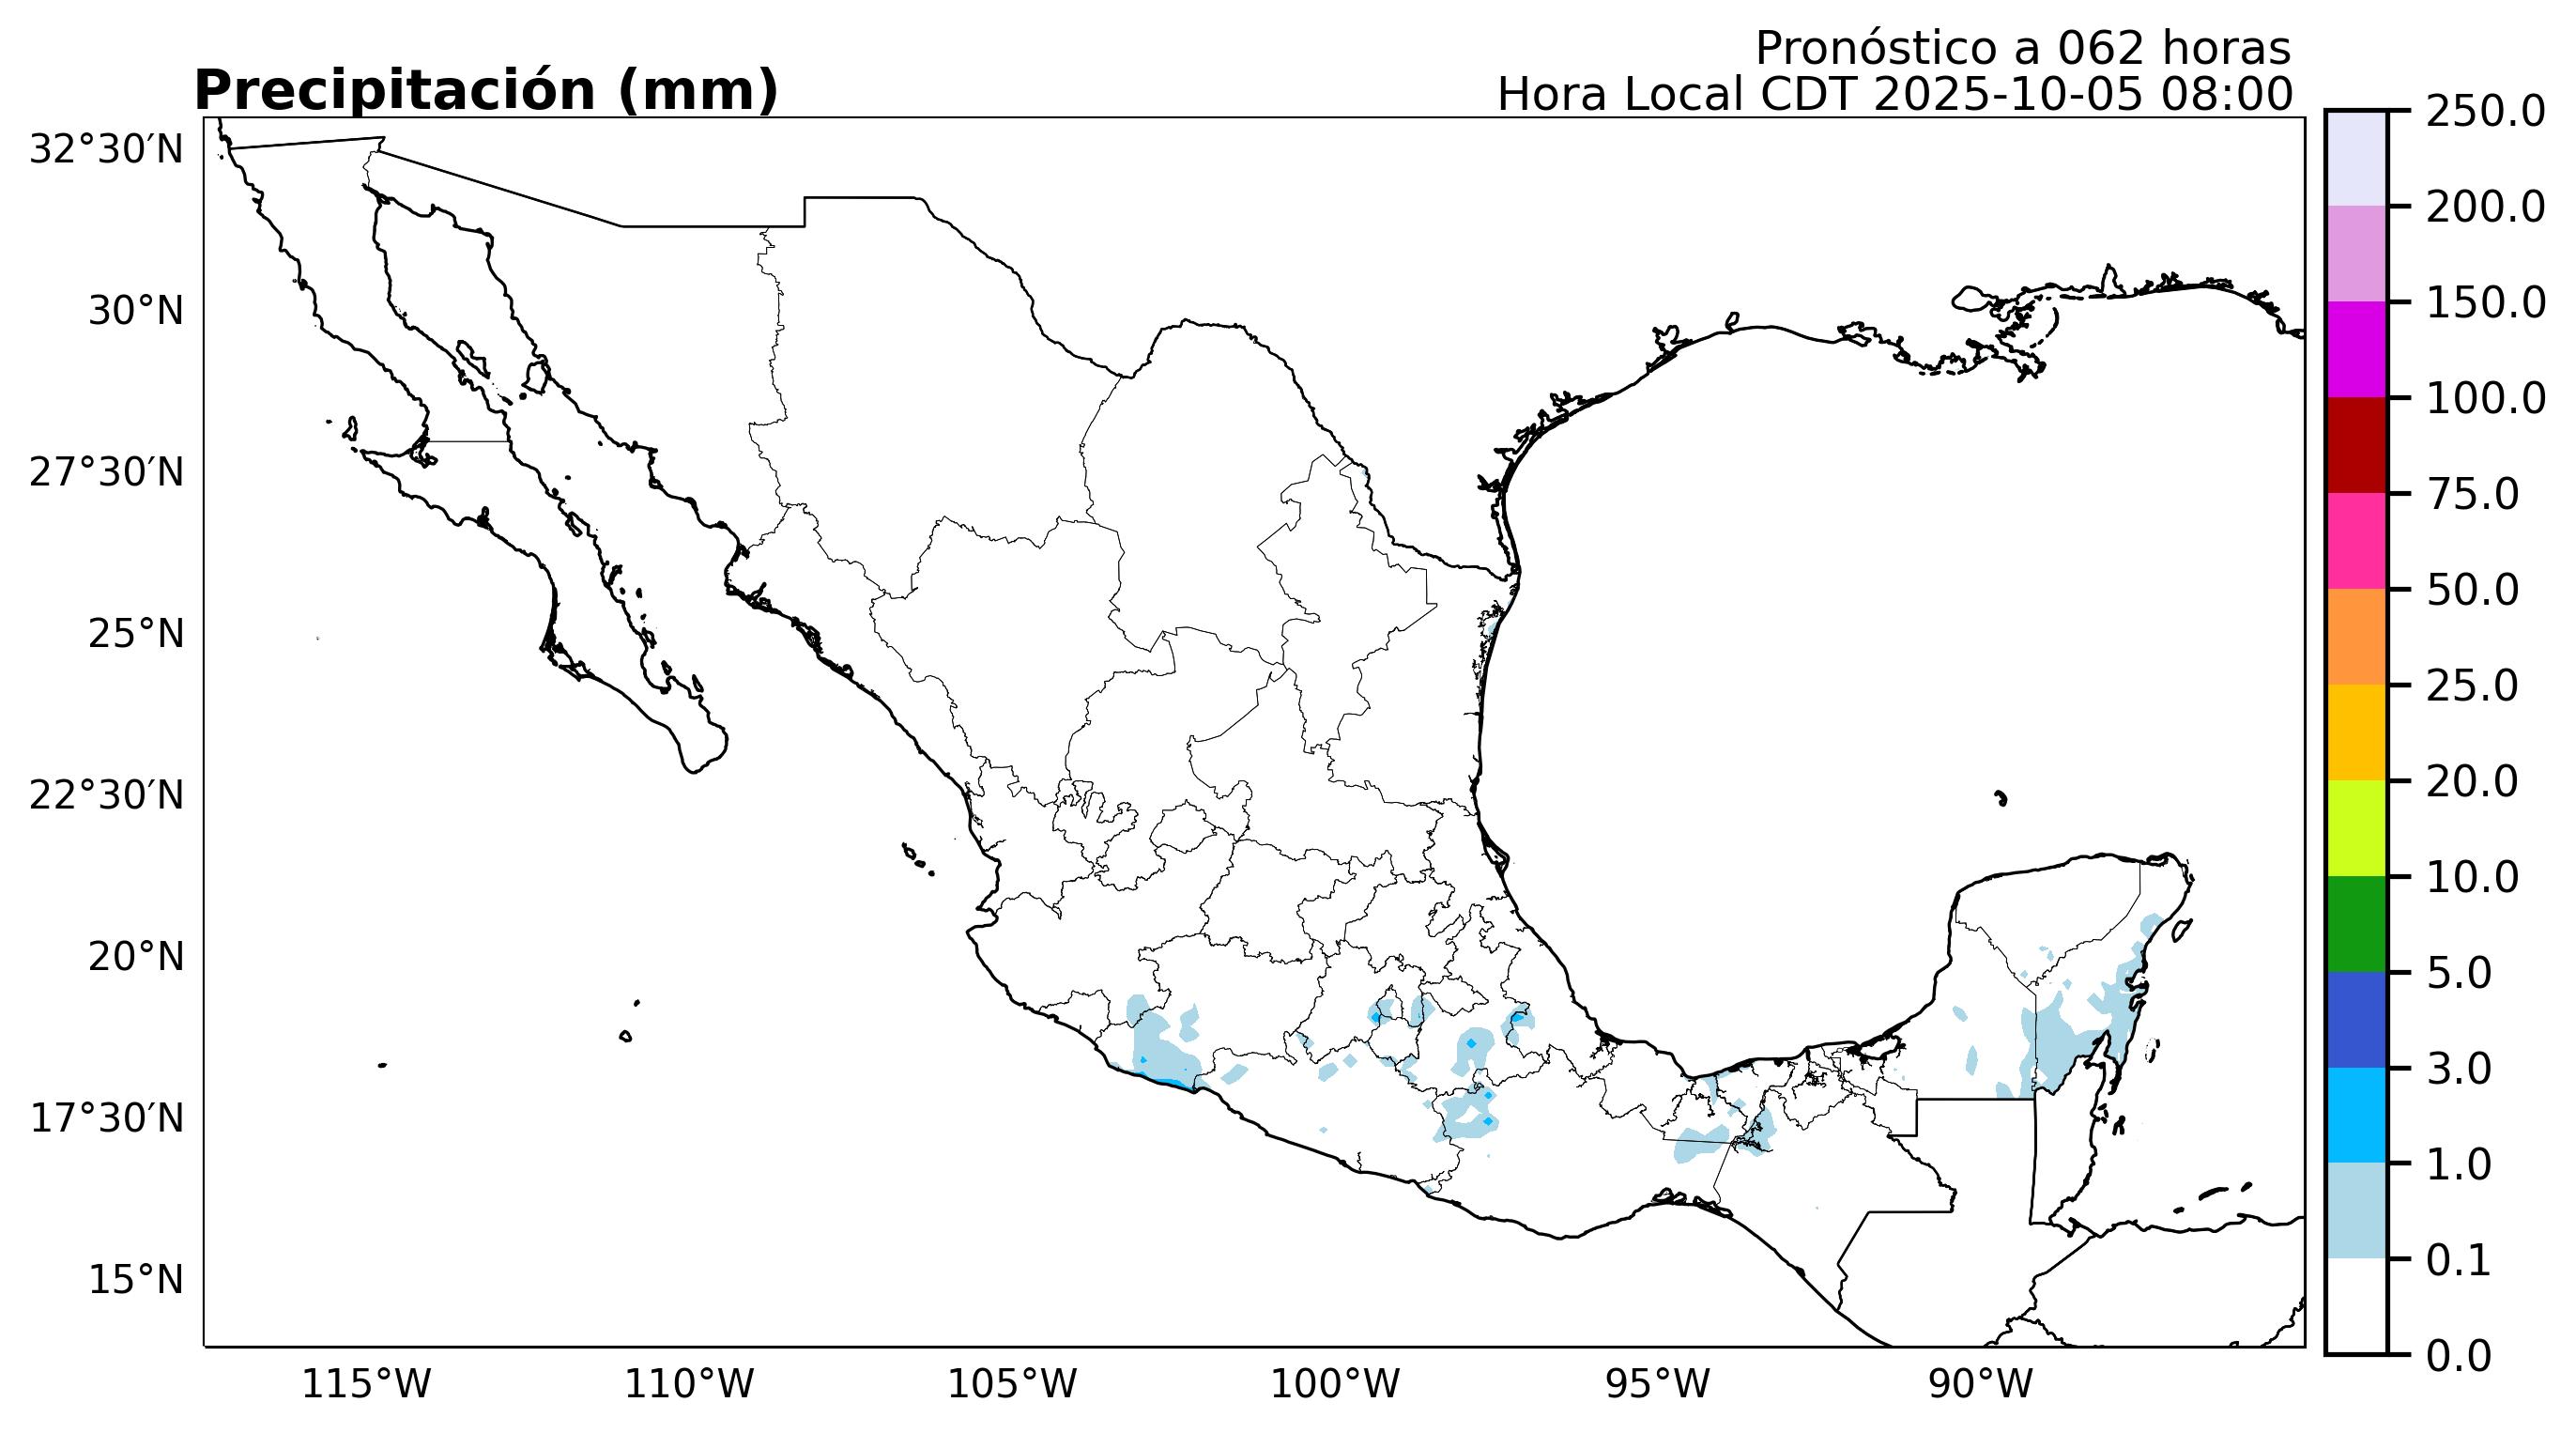 Pronóstico a 062 horas
Precipitación (mm)
Hora Local CDT 2025-10-05 08:00
32°30′N
30°N
27°30′N
25°N
22°30′N
20°N
17°30′N
15°N
115°W
110°W
105°W
100°W
95°W
90°W
250.0
200.0
150.0
100.0
75.0
50.0
25.0
20.0
10.0
5.0
3.0
1.0
0.1
0.0